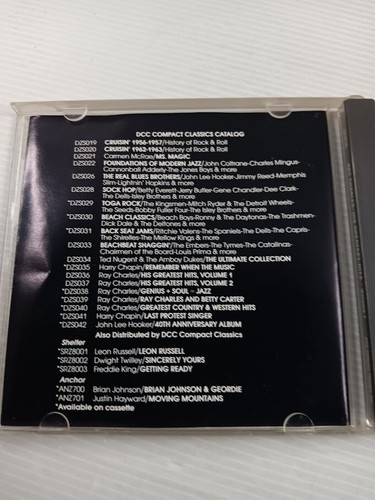 DCC COMPACT CLASSICS CATALOG
DZS019 CRUISIN' 1956-1957/History of Rock & Roll
DZS020 CRUISIN' 1962-1963/History of Rock & Roll
DZS021 Carmen McRae/MS. MAGIC
DZS022 FOUNDATIONS OF MODERN JAZZ/John Coltrane-Charles Mingus-
Cannonball Adderly-The Jones Boys & more
DZS026 THE REAL BLUES BROTHERS/John Lee Hooker-Jimmy Reed-Memphis
Slim-Lightnin' Hopkins & more
DZS028 SOCK HOP/Betty Everett-Jerry Butler-Gene Chandler-Dee Clark-
The Dells-Isley Brothers & more
*DZS029 TOGA ROCK/The Kingsmen-Mitch Ryder & The Detroit Wheels-
The Seeds-Bobby Fuller Four-The Isley Brothers & more
*DZS030 BEACH CLASSICS/Beach Boys-Ronny & The Daytonas-The Trashmen-
Dick Dale & The Deltones & more
*DZS031 BACK SEAT JAMS/Ritchie Valens-The Spaniels-The Dells-The Capris-
The Shirelles-The Mellow Kings & more
DZS033 BEACHBEAT SHAGGIN'/The Embers-The Tymes-The Catalinas-
Chairmen of the Board-Louis Prima & more
DZS034 Ted Nugent & The Amboy Dukes/THE ULTIMATE COLLECTION
*DZS035 Harry Chapin/REMEMBER WHEN THE MUSIC
DZS036 Ray Charles/HIS GREATEST HITS, VOLUME 1
DZS037 Ray Charles/HIS GREATEST HITS, VOLUME 2
*DZS038 Ray Charles/GENIUS + SOUL = JAZZ
*DZS039 Ray Charles/RAY CHARLES AND BETTY CARTER
*DZS040 Ray Charles/GREATEST COUNTRY & WESTERN HITS
*DZS041 Harry Chapin/LAST PROTEST SINGER
*DZS042 John Lee Hooker/40TH ANNIVERSARY ALBUM
Also Distributed by DCC Compact Classics
Shelter
*SRZ8001 Leon Russell/LEON RUSSELL
*SRZ8002 Dwight Twilley/SINCERELY YOURS
*SRZ8003 Freddie King/GETTING READY
Anchor
*ANZ700 Brian Johnson/BRIAN JOHNSON & GEORDIE
*ANZ701 Justin Hayward/MOVING MOUNTAINS
*Available on cassette